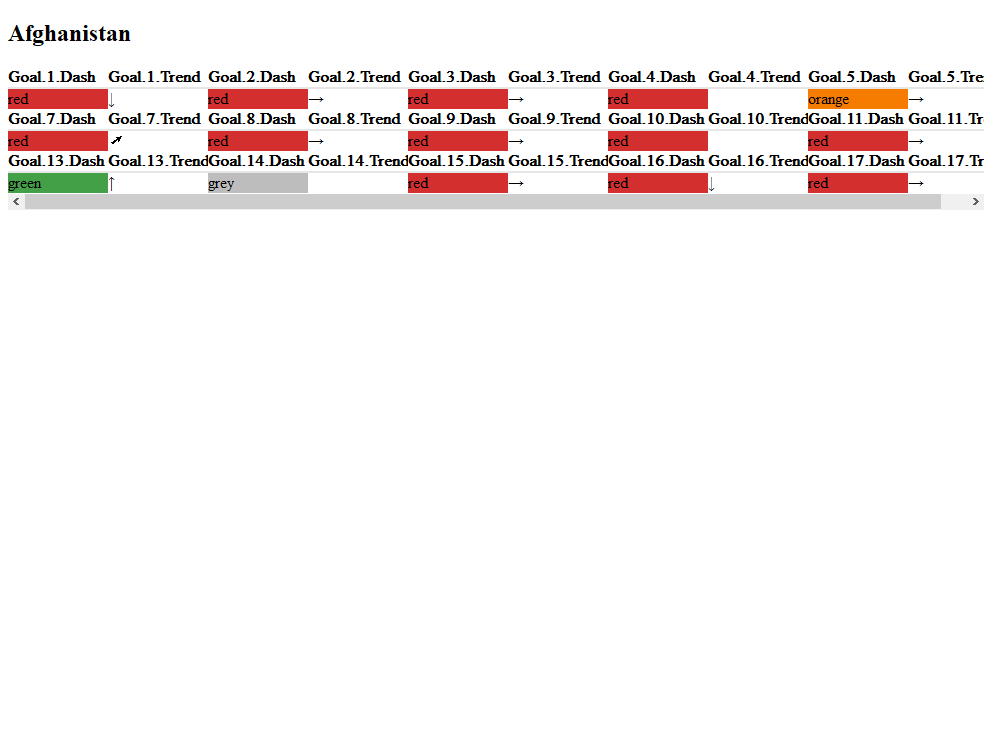 Afghanistan
Goal.1.Dash Goal.1.Trend Goal.2.Dash Goal.2.Trend Goal.3.Dash Goal.3.Trend Goal.4.Dash Goal.4.Trend Goal.5.Dash Goal.5.Tre
red ↓ red → red → red orange →
Goal.7.Dash Goal.7.Trend Goal.8.Dash Goal.8.Trend Goal.9.Dash Goal.9.Trend Goal.10.Dash Goal.10.Trend Goal.11.Dash Goal.11.Tr
red ↗ red → red → red red →
Goal.13.Dash Goal.13.Trend Goal.14.Dash Goal.14.Trend Goal.15.Dash Goal.15.Trend Goal.16.Dash Goal.16.Trend Goal.17.Dash Goal.17.Tr
green ↑ grey red → red ↓ red →